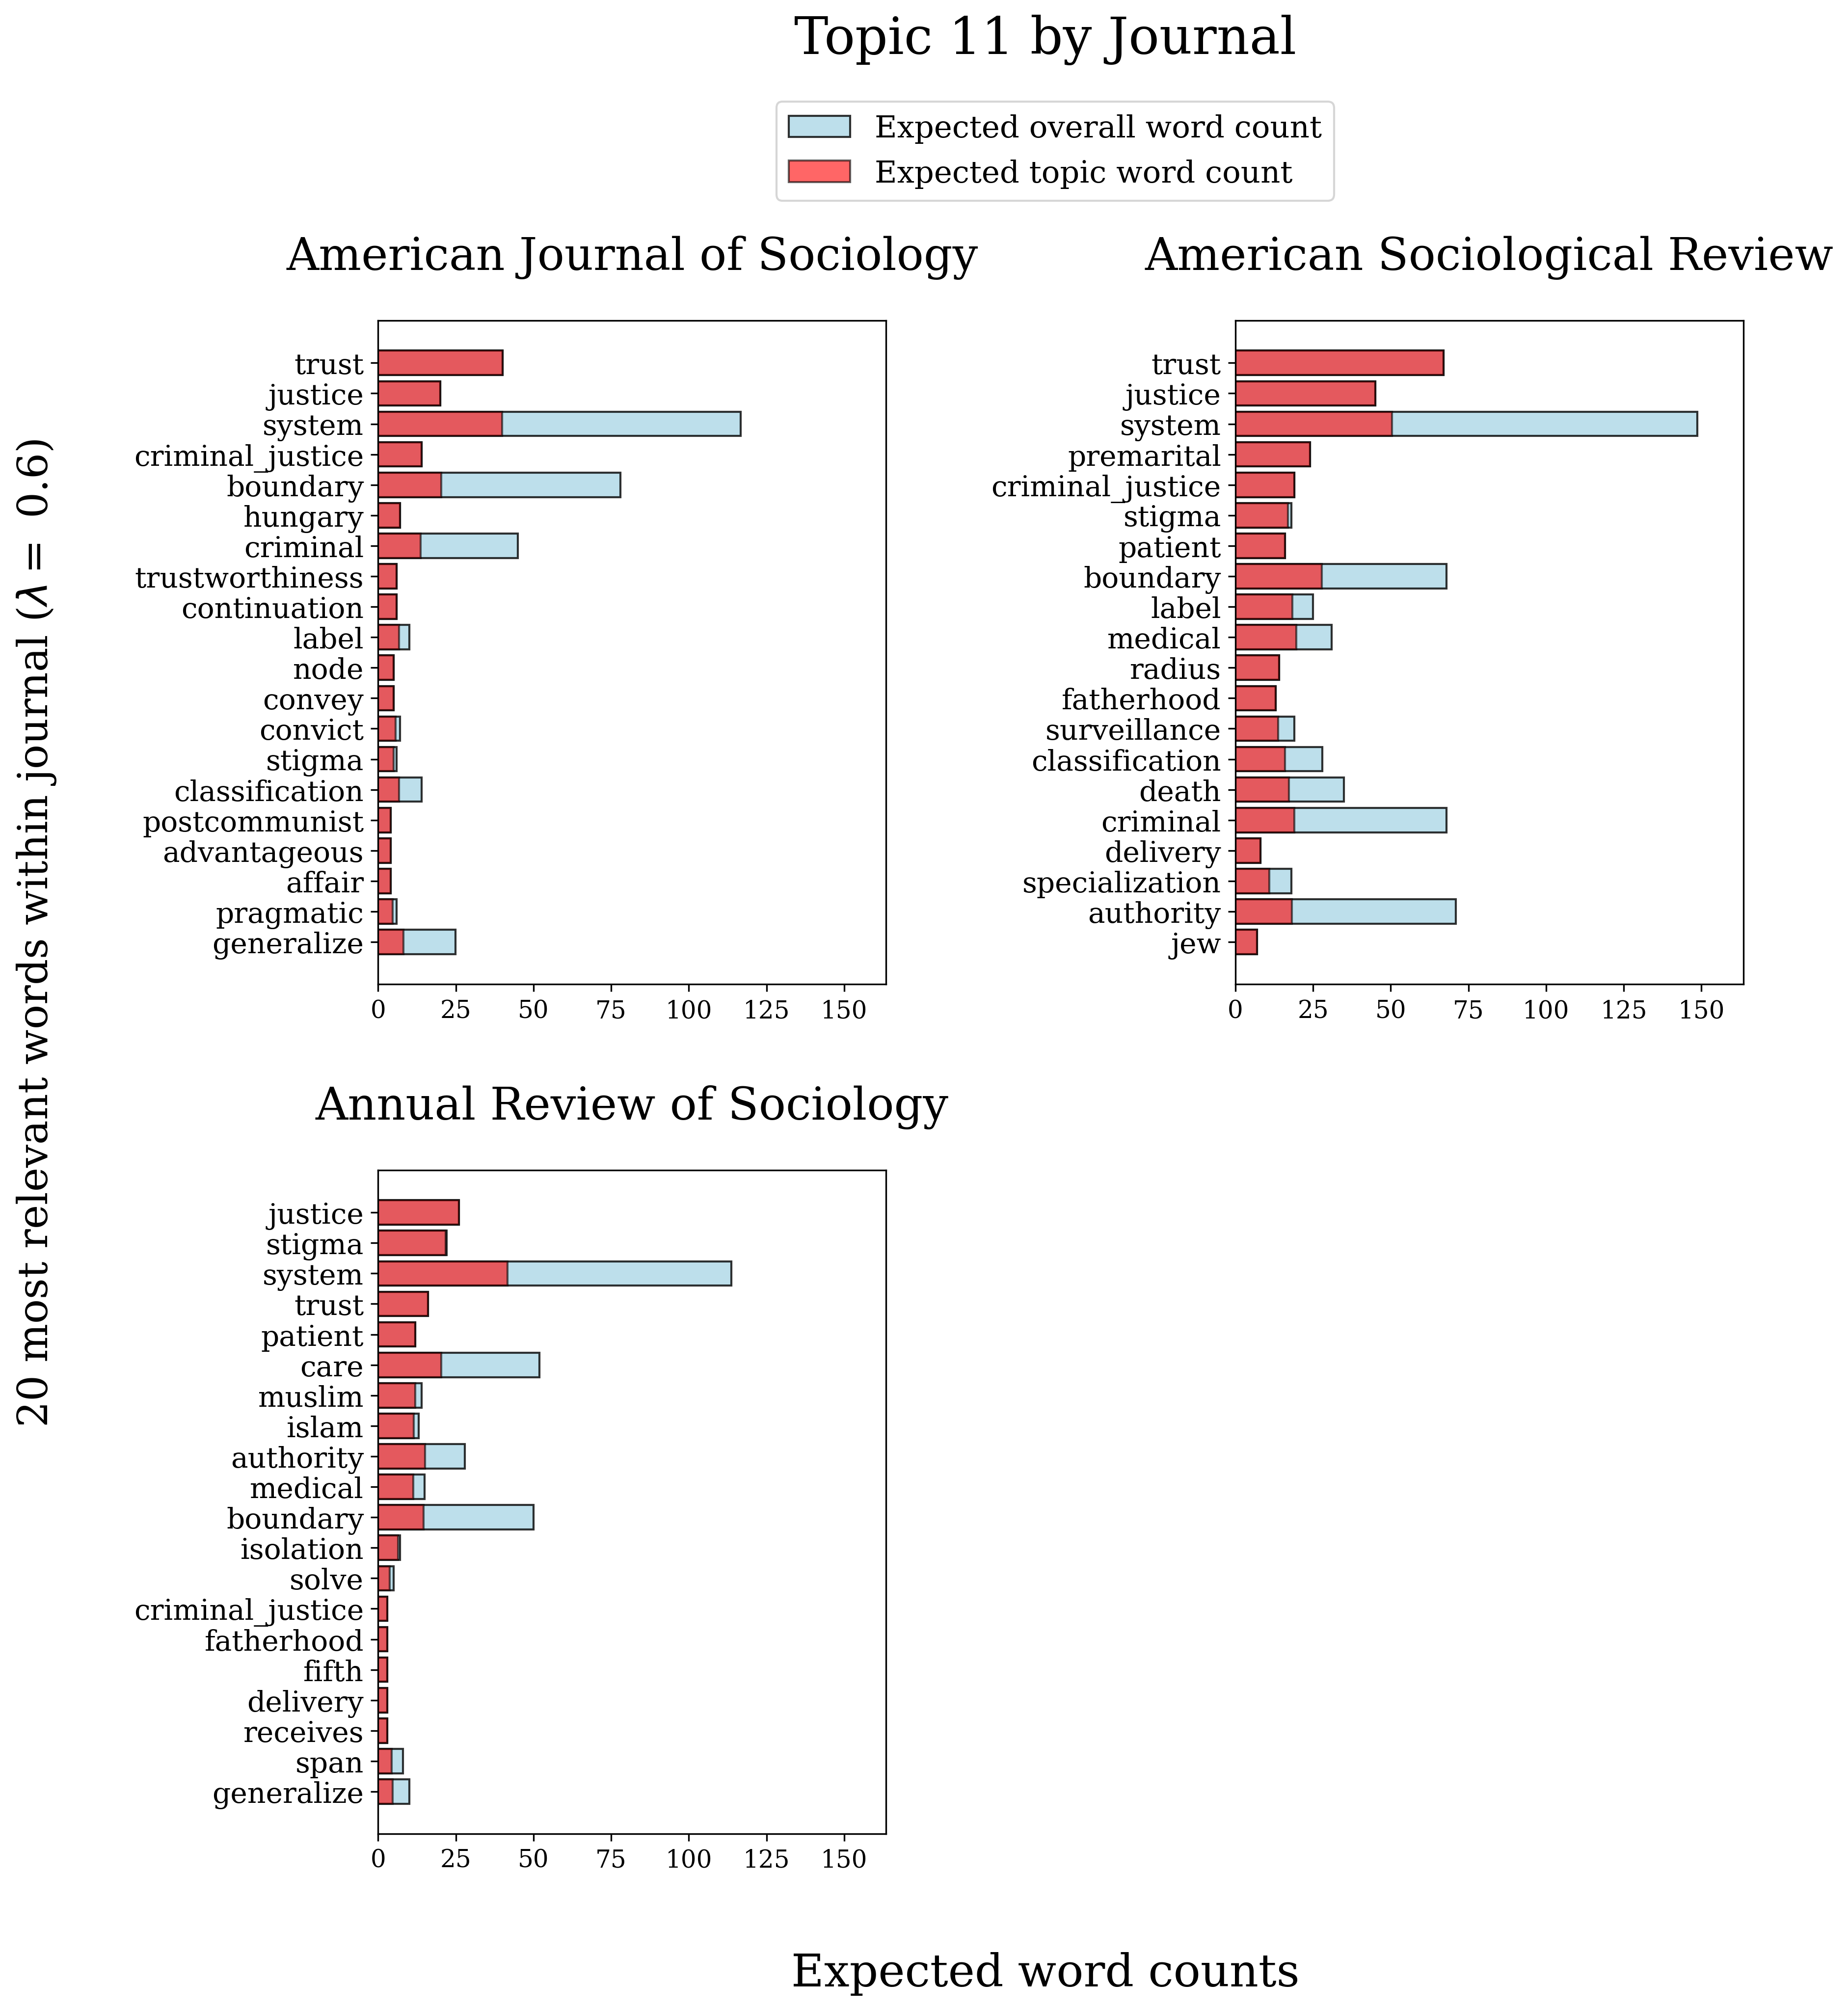 Topic 11 by Journal
Expected overall word count
Expected topic word count
20 most relevant words within journal (λ = 0.6)
American Journal of Sociology
trust
justice
system
criminal_justice
boundary
hungary
criminal
trustworthiness
continuation
label
node
convey
convict
stigma
classification
postcommunist
advantageous
affair
pragmatic
generalize
0 25 50 75 100 125 150
American Sociological Review
trust
justice
system
premarital
criminal_justice
stigma
patient
boundary
label
medical
radius
fatherhood
surveillance
classification
death
criminal
delivery
specialization
authority
jew
0 25 50 75 100 125 150
Annual Review of Sociology
justice
stigma
system
trust
patient
care
muslim
islam
authority
medical
boundary
isolation
solve
criminal_justice
fatherhood
fifth
delivery
receives
span
generalize
0 25 50 75 100 125 150
Expected word counts